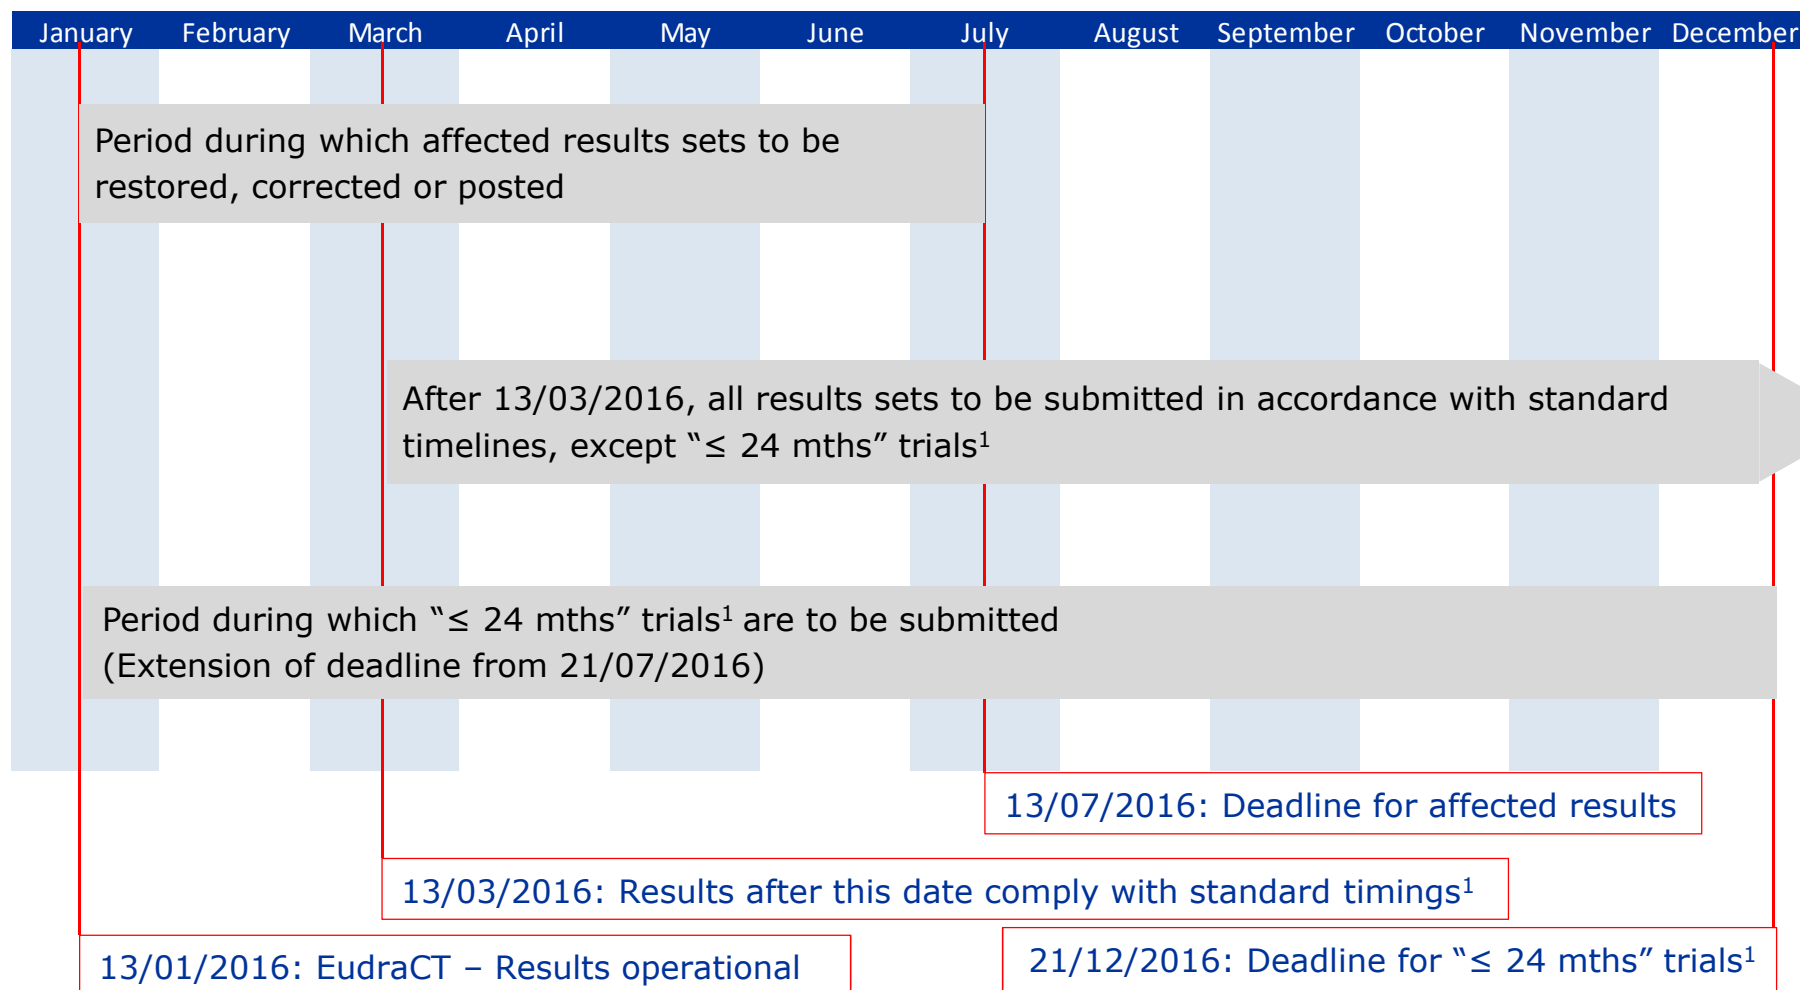 January February March April May June July August September October November December
Period during which affected results sets to be
restored, corrected or posted
After 13/03/2016, all results sets to be submitted in accordance with standard
timelines, except “≤ 24 mths” trials¹
Period during which “≤ 24 mths” trials¹ are to be submitted
(Extension of deadline from 21/07/2016)
13/07/2016: Deadline for affected results
13/03/2016: Results after this date comply with standard timings¹
13/01/2016: EudraCT – Results operational
21/12/2016: Deadline for “≤ 24 mths” trials¹